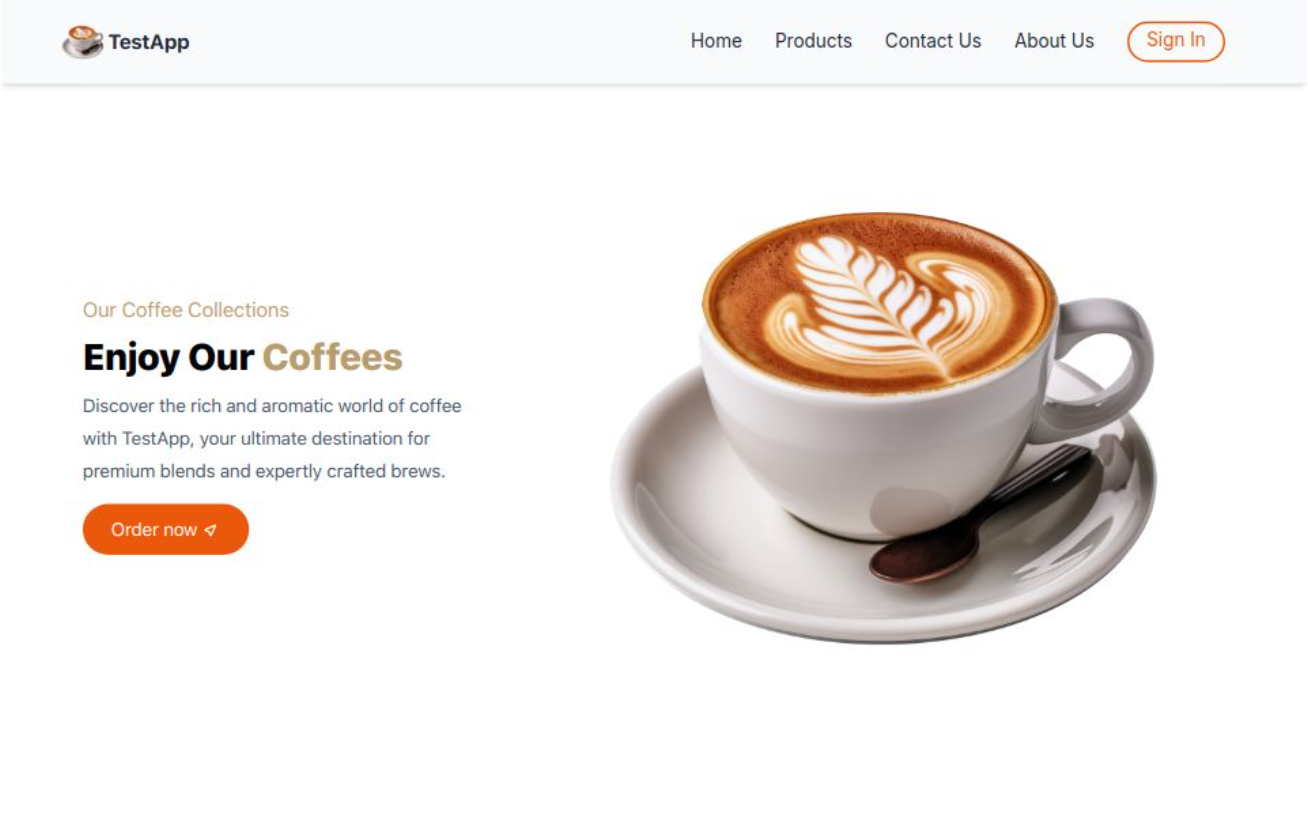 TestApp
Home Products Contact Us About Us Sign In
Our Coffee Collections
Enjoy Our Coffees
Discover the rich and aromatic world of coffee
with TestApp, your ultimate destination for
premium blends and expertly crafted brews.
Order now